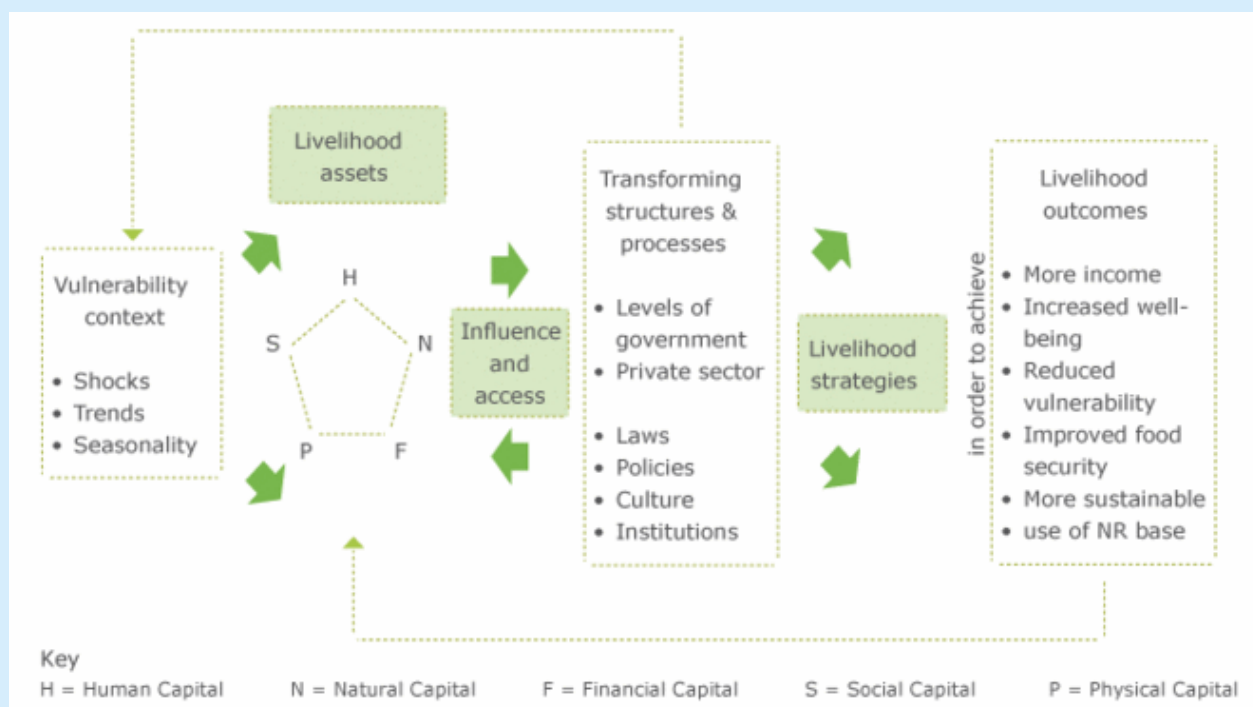 Livelihood
assets
Vulnerability
context
• Shocks
• Trends
• Seasonality
H
S
N
P
F
Influence
and
access
Transforming
structures &
processes
• Levels of
government
• Private sector
• Laws
• Policies
• Culture
• Institutions
Livelihood
strategies
in order to achieve
Livelihood
outcomes
• More income
• Increased well-
being
• Reduced
vulnerability
• Improved food
security
• More sustainable
• use of NR base
Key
H = Human Capital
N = Natural Capital
F = Financial Capital
S = Social Capital
P = Physical Capital